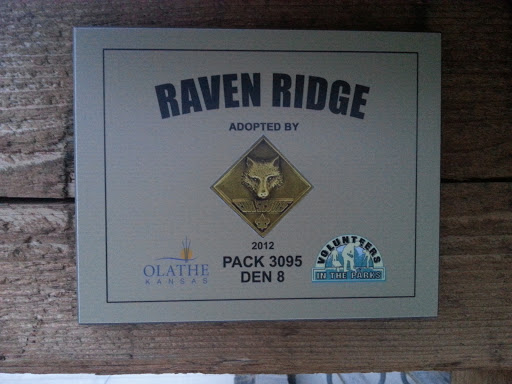 RAVEN RIDGE
ADOPTED BY
2012
PACK 3095
DEN 8
OLATHE
KANSAS
VOLUNTEERS
IN THE PARKS